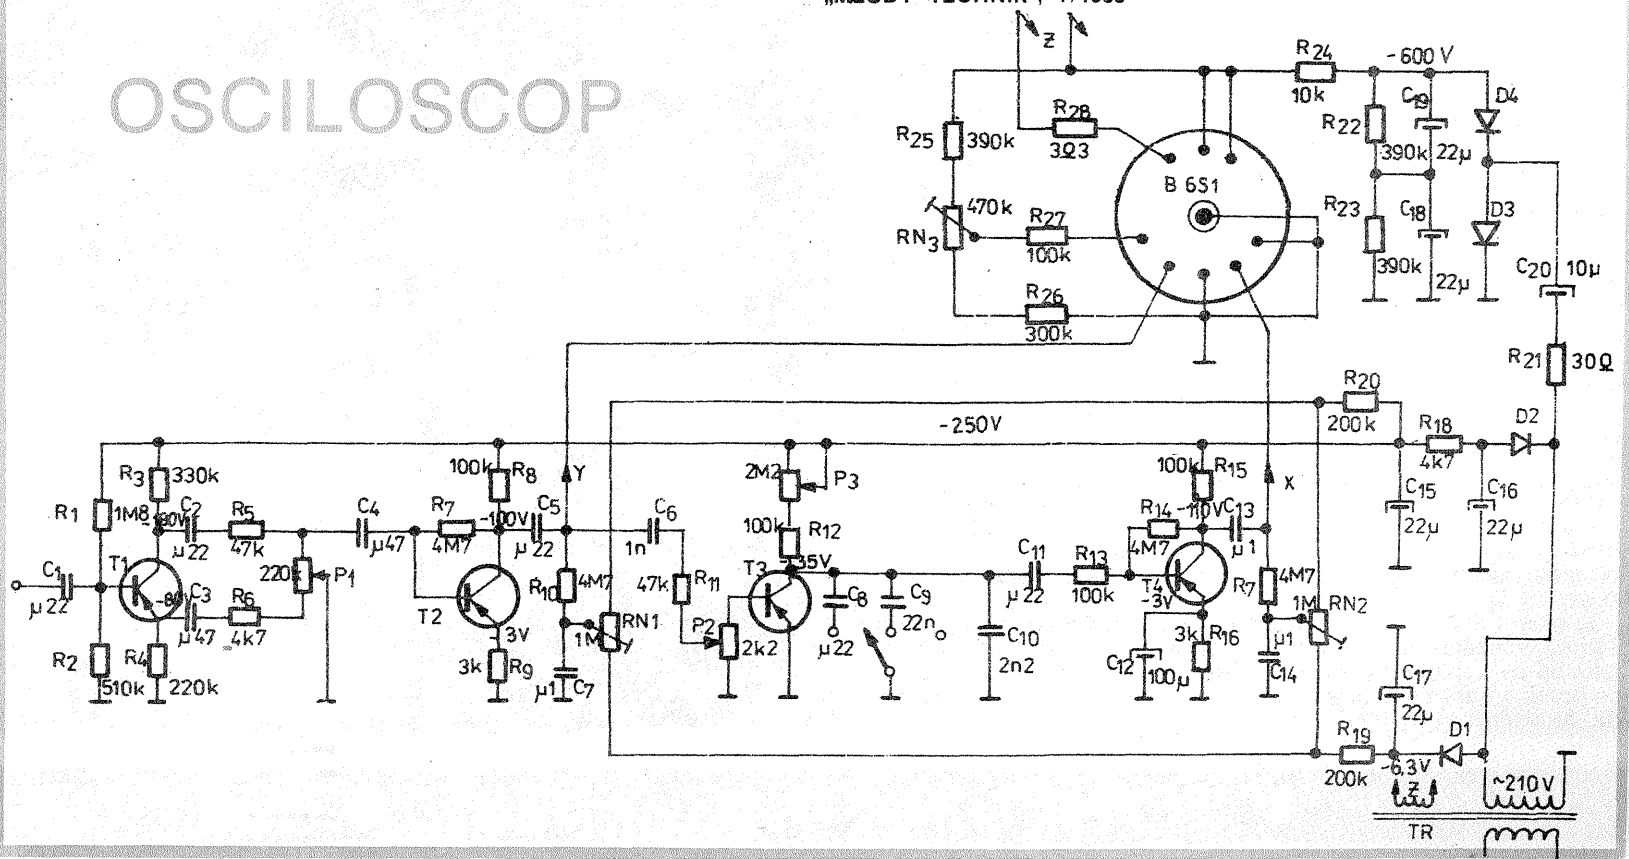 OSCILOSCOP
Z
R24
10k
-600 V
R28
3Ω3
R25
390k
B 6S1
470k
RN3
R27
100k
R26
300k
R22
390k
C19
22μ
D4
R23
390k
C18
22μ
D3
C20 10μ
R21
30Ω
R20
200k
-250V
R18
4k7
D2
C15
22μ
C16
22μ
R3
330k
R1
1M8
C2
μ22
R5
47k
C4
μ47
T1
220k
P1
C1
μ22
C3
μ47
R6
4k7
R2
510k
R4
220k
100k
R8
Y
R7
4M7
-100V
C5
μ22
T2
3V
3k
R9
R10
4M7
1M
RN1
μ1
C7
C6
1n
47k
R11
P2
2k2
2M2
P3
100k
R12
T3
-35V
C8
μ22
C9
22n
C10
2n2
C11
μ22
R13
100k
100k
R15
X
R14
4M7
-110V
C13
μ1
T4
-3V
R7
4M7
1M
RN2
C12
100μ
3k
R16
μ1
C14
C17
22μ
R19
200k
D1
-6,3V
Z
~210V
TR